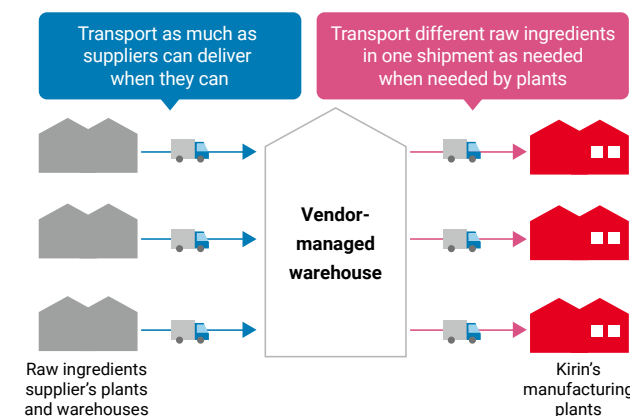 Transport as much as
suppliers can deliver
when they can
Transport different raw ingredients
in one shipment as needed
when needed by plants
Vendor-
managed
warehouse
Raw ingredients
supplier's plants
and warehouses
Kirin's
manufacturing
plants